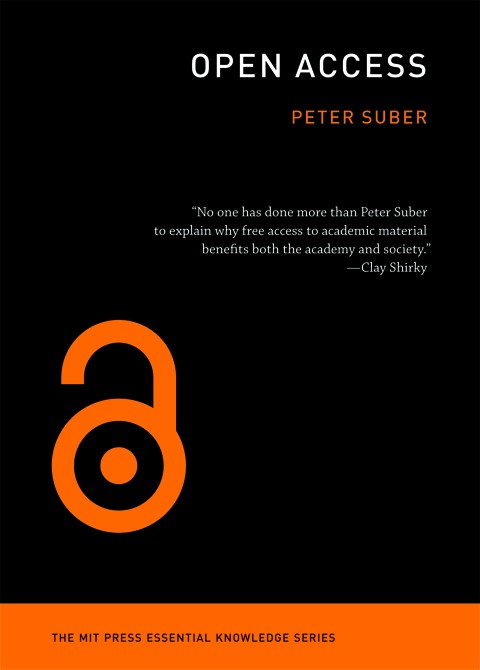 OPEN ACCESS
PETER SUBER
“No one has done more than Peter Suber
to explain why free access to academic material
benefits both the academy and society.”
—Clay Shirky
THE MIT PRESS ESSENTIAL KNOWLEDGE SERIES